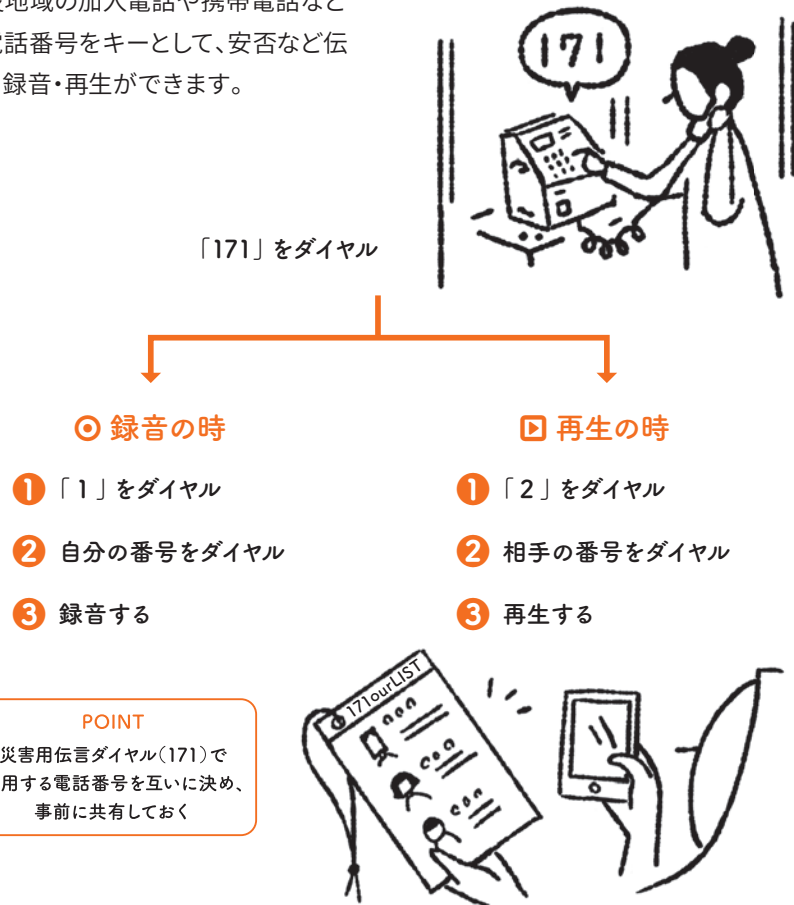 地域の加入電話や携帯電話など
話番号をキーとして、安否など伝
録音・再生ができます。
171
「171」をダイヤル
録音の時
1 「1」をダイヤル
2 自分の番号をダイヤル
3 録音する
再生の時
1 「2」をダイヤル
2 相手の番号をダイヤル
3 再生する
171ourLIST
POINT
災害用伝言ダイヤル(171)で
用する電話番号を互いに決め、
事前に共有しておく